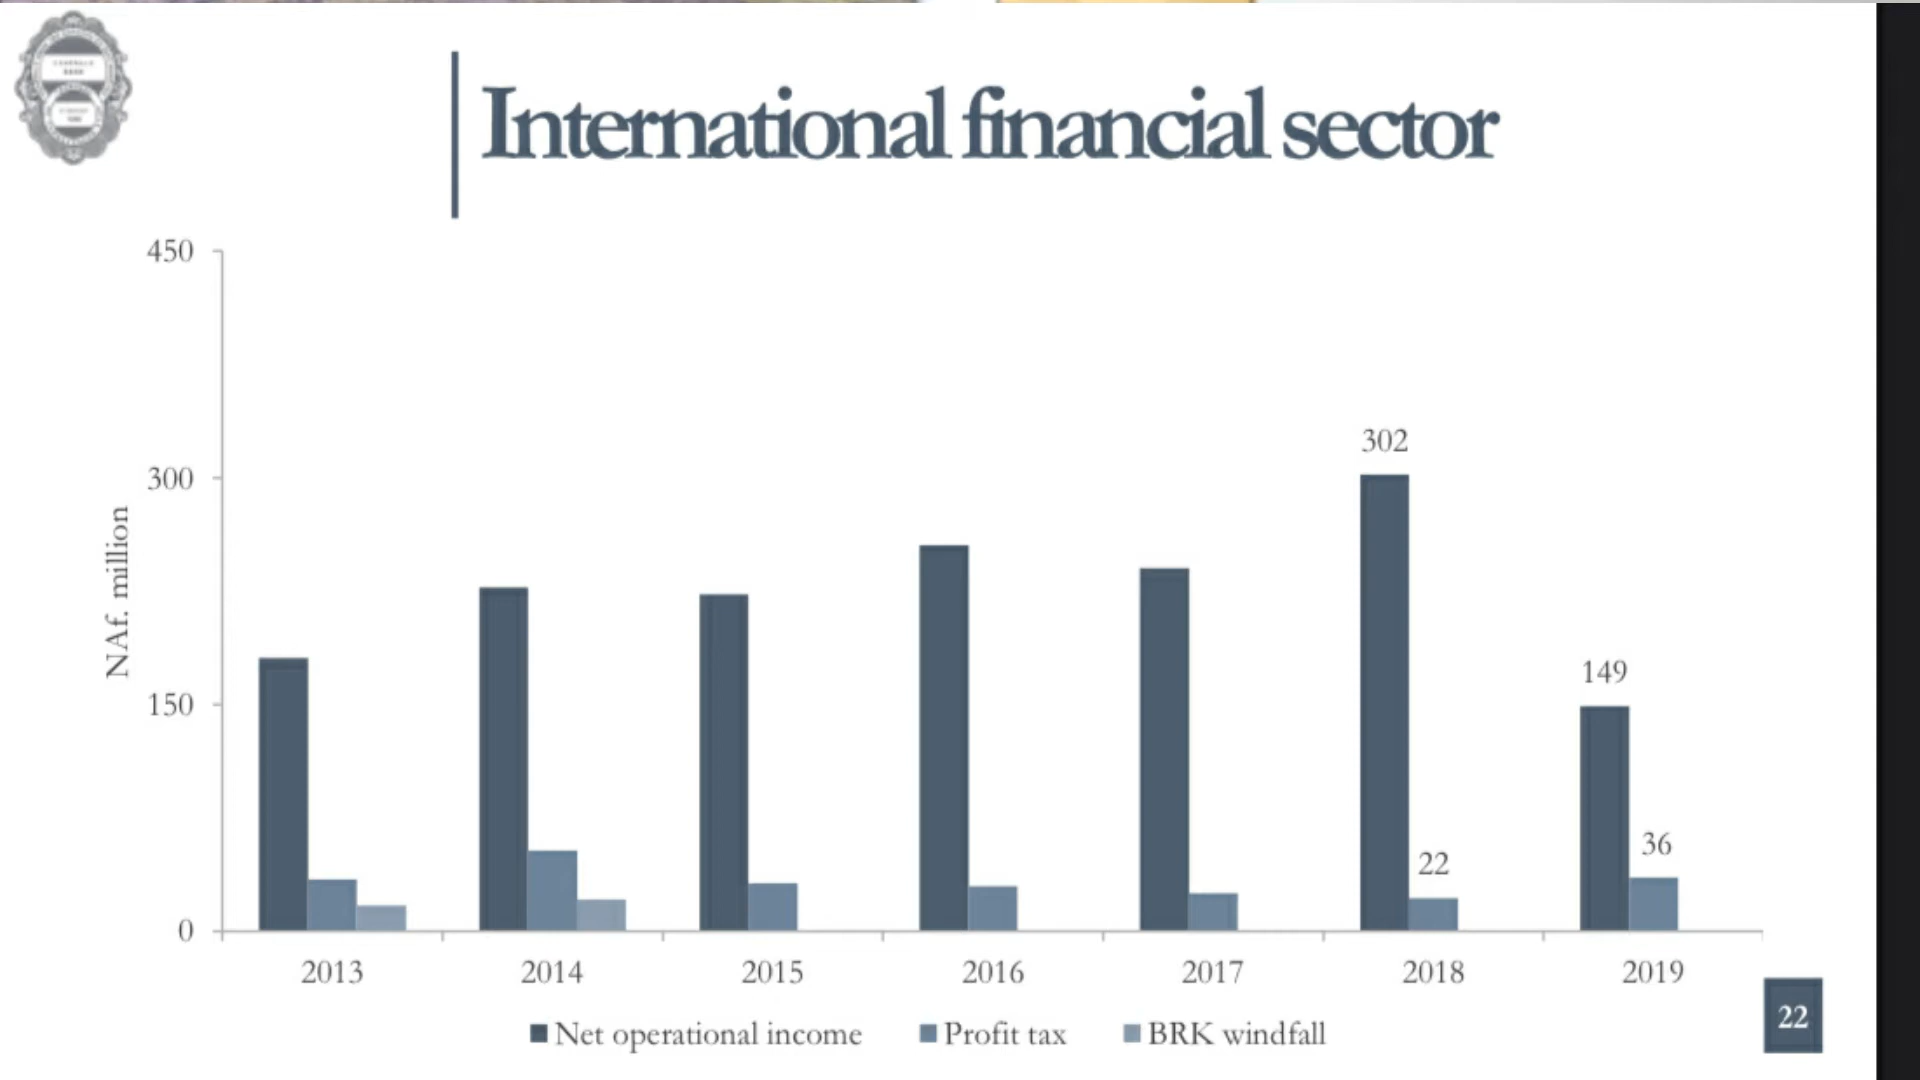 International financial sector
450
300
150
0
NAf. million
302
22
149
36
2013 2014 2015 2016 2017 2018 2019
Net operational income Profit tax BRK windfall
22